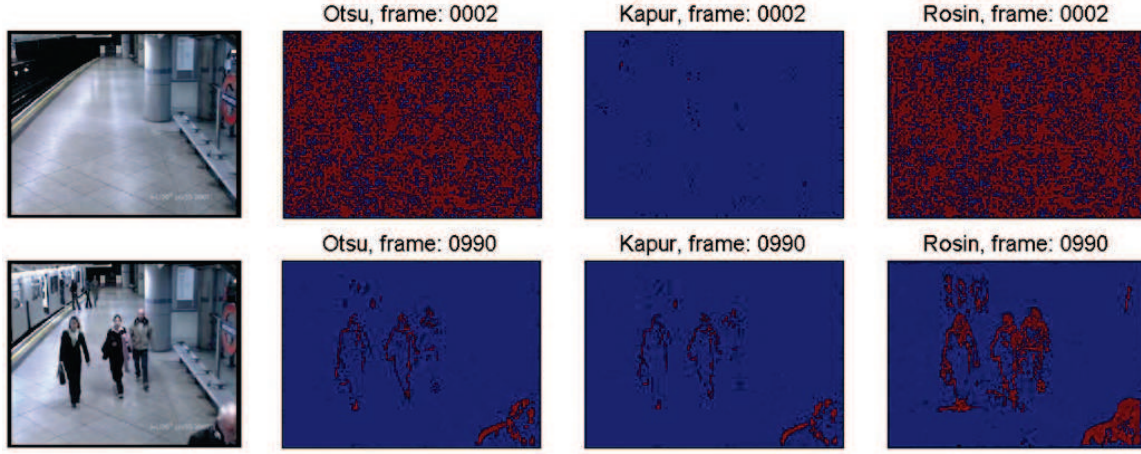 Otsu, frame: 0002
Kapur, frame: 0002
Rosin, frame: 0002
Otsu, frame: 0990
Kapur, frame: 0990
Rosin, frame: 0990